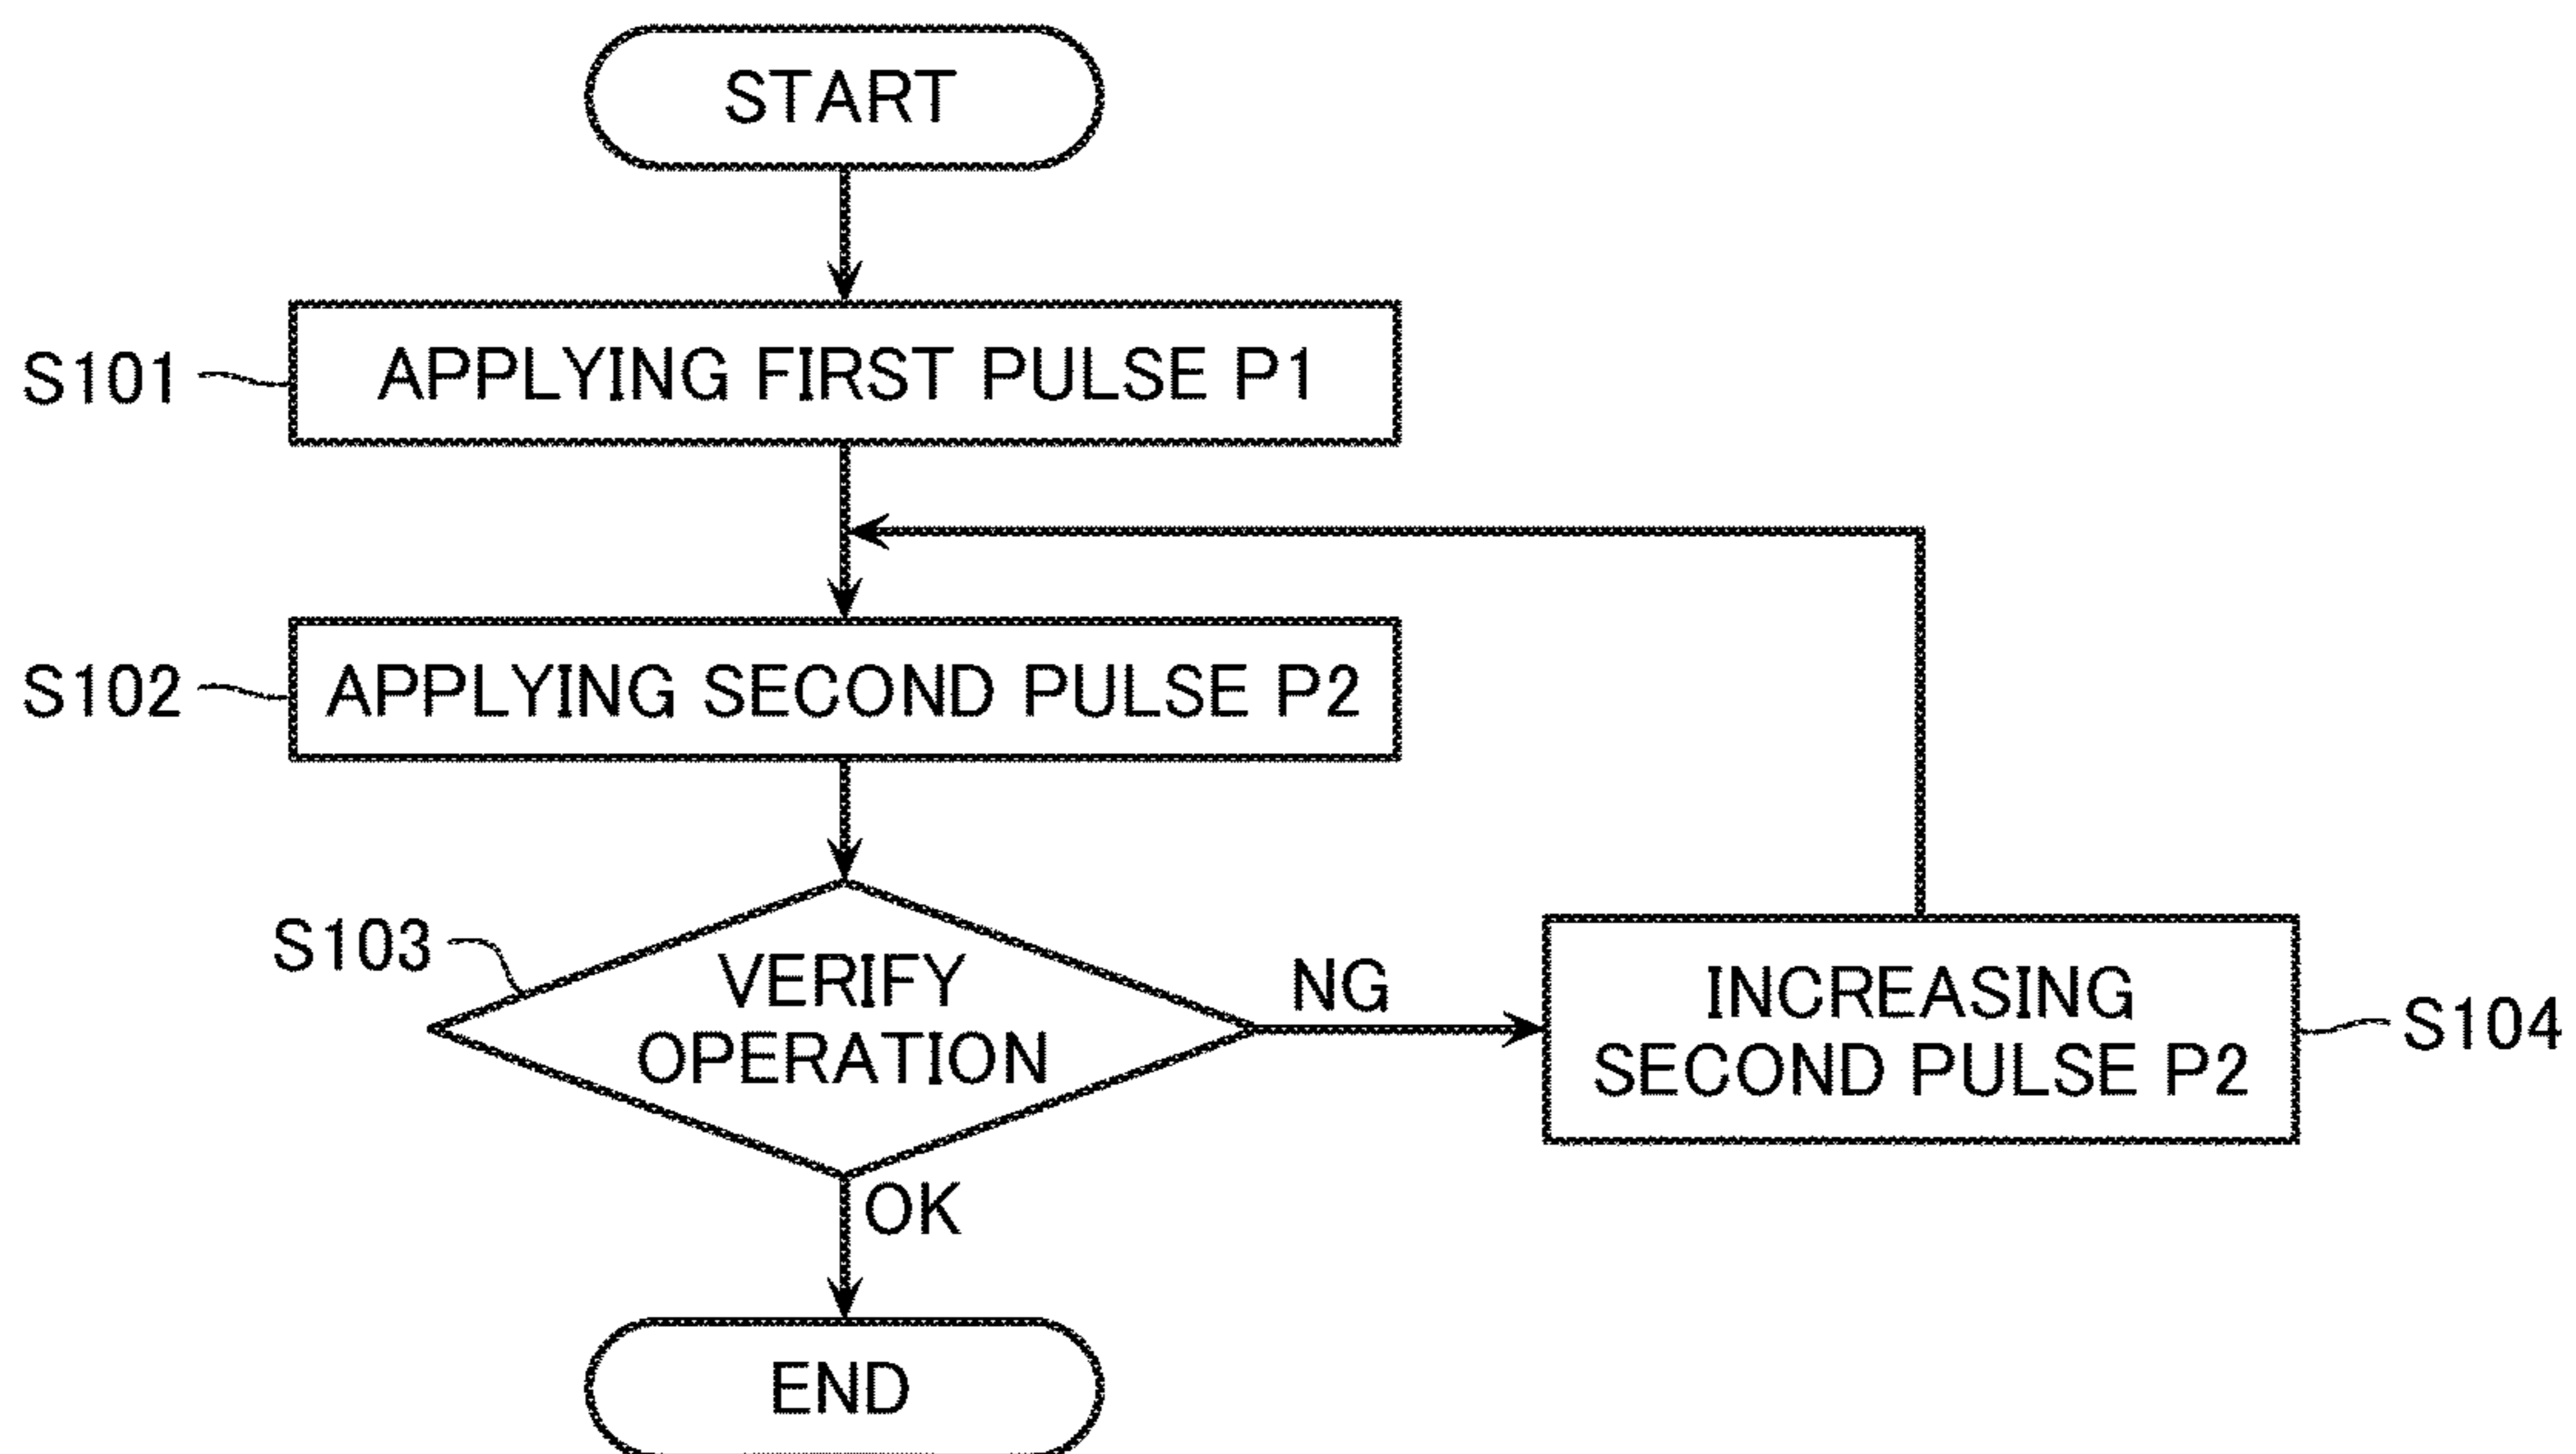 START
S101
APPLYING FIRST PULSE P1
S102
APPLYING SECOND PULSE P2
S103
VERIFY
OPERATION
NG
INCREASING
SECOND PULSE P2
S104
OK
END